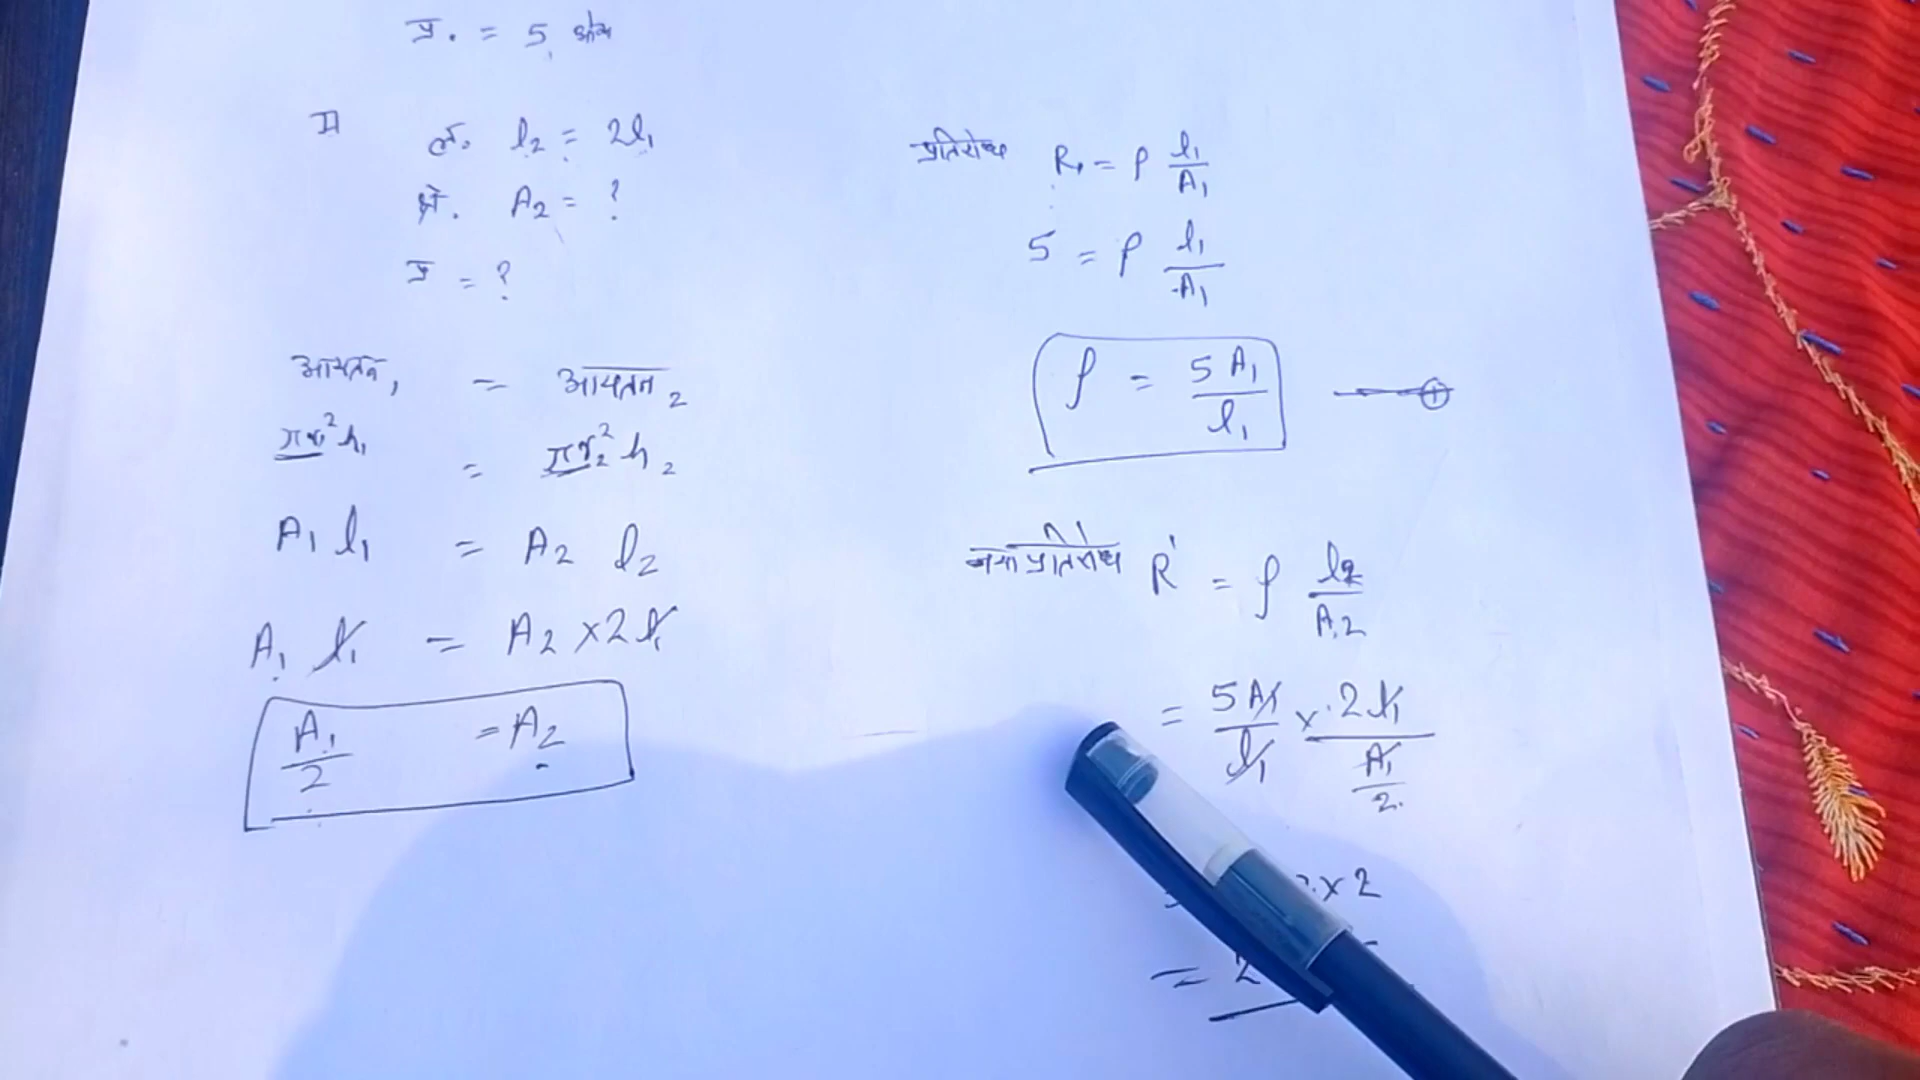 प्र. = 5 ओम
ल. l₂ = 2l₁
क्षे. A₂ = ?
प्र = ?
आयतन₁ = आयतन₂
πr₁²h₁ = πr₂²h₂
A₁ l₁ = A₂ l₂
A₁ l₁ = A₂ × 2l₁
A₁/2 = A₂
प्रतिरोध R₁ = ρ l₁/A₁
5 = ρ l₁/A₁
ρ = 5A₁/l₁
नया प्रतिरोध R' = ρ l₂/A₂
= 5A₁/l₁ × 2l₁/(A₁/2)
× 2
= 2